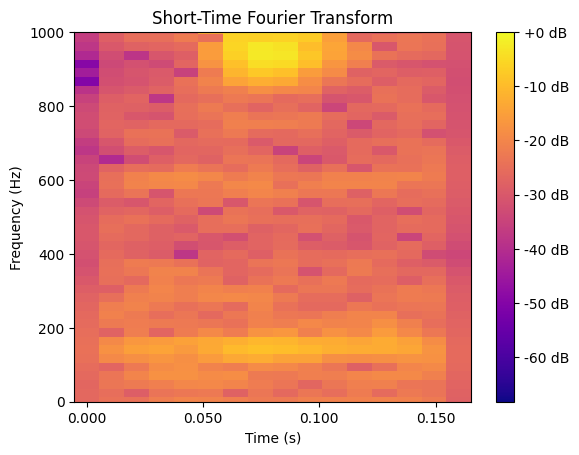 Short-Time Fourier Transform
1000
800
600
400
200
0
Frequency (Hz)
0.000
0.050
0.100
0.150
Time (s)
+0 dB
-10 dB
-20 dB
-30 dB
-40 dB
-50 dB
-60 dB